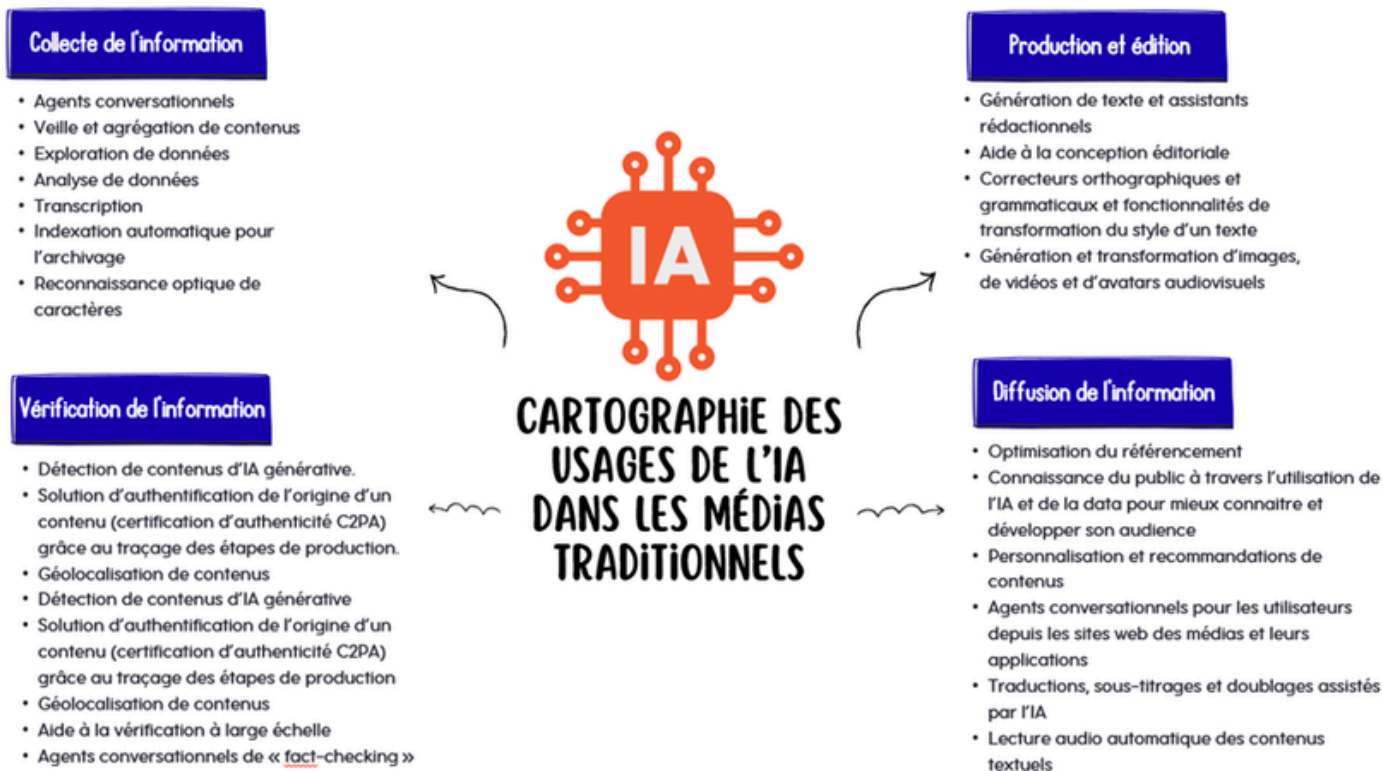 Collecte de l'information
• Agents conversationnels
• Veille et agrégation de contenus
• Exploration de données
• Analyse de données
• Transcription
• Indexation automatique pour
l'archivage
• Reconnaissance optique de
caractères
Vérification de l'information
• Détection de contenus d'IA générative.
• Solution d'authentification de l'origine d'un
contenu (certification d'authenticité C2PA)
grâce au traçage des étapes de production.
• Géolocalisation de contenus
• Détection de contenus d'IA générative
• Solution d'authentification de l'origine d'un
contenu (certification d'authenticité C2PA)
grâce au traçage des étapes de production
• Géolocalisation de contenus
• Aide à la vérification à large échelle
• Agents conversationnels de « fact-checking »
IA
CARTOGRAPHIE DES
USAGES DE L'IA
DANS LES MÉDIAS
TRADITIONNELS
Production et édition
• Génération de texte et assistants
rédactionnels
• Aide à la conception éditoriale
• Correcteurs orthographiques et
grammaticaux et fonctionnalités de
transformation du style d'un texte
• Génération et transformation d'images,
de vidéos et d'avatars audiovisuels
Diffusion de l'information
• Optimisation du référencement
• Connaissance du public à travers l'utilisation de
l'IA et de la data pour mieux connaitre et
développer son audience
• Personnalisation et recommandations de
contenus
• Agents conversationnels pour les utilisateurs
depuis les sites web des médias et leurs
applications
• Traductions, sous-titrages et doublages assistés
par l'IA
• Lecture audio automatique des contenus
textuels